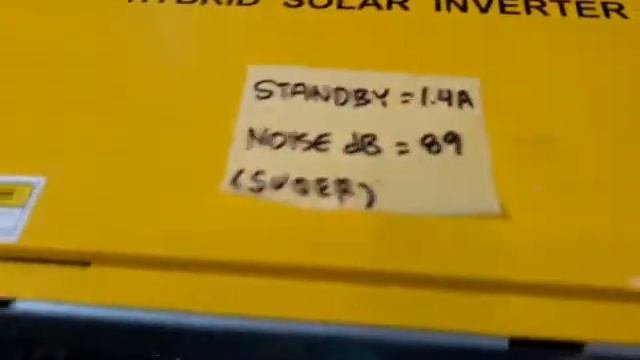 HYBRID SOLAR INVERTER
STANDBY = 1.4A
NOISE dB = 89